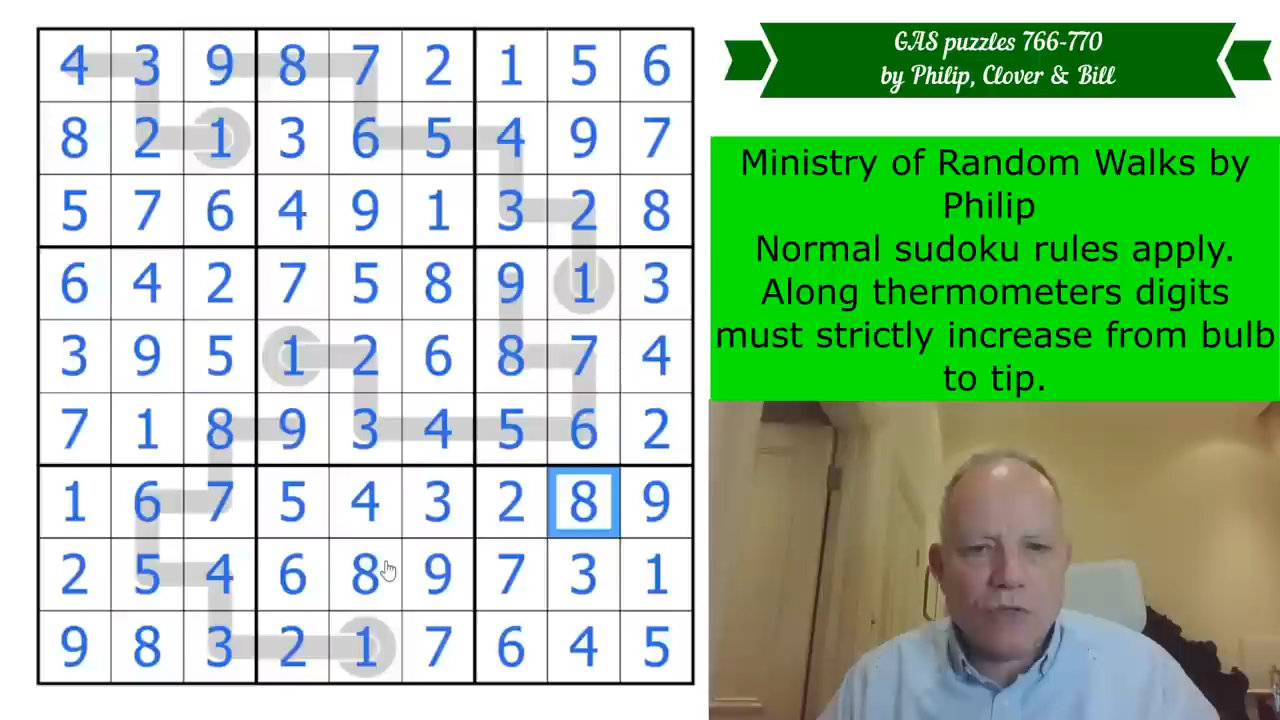 GAS puzzles 766-770
by Philip, Clover & Bill
Ministry of Random Walks by
Philip
Normal sudoku rules apply.
Along thermometers digits
must strictly increase from bulb
to tip.
4 3 9 8 7 2 1 5 6
8 2 1 3 6 5 4 9 7
5 7 6 4 9 1 3 2 8
6 4 2 7 5 8 9 1 3
3 9 5 1 2 6 8 7 4
7 1 8 9 3 4 5 6 2
1 6 7 5 4 3 2 8 9
2 5 4 6 8 9 7 3 1
9 8 3 2 1 7 6 4 5